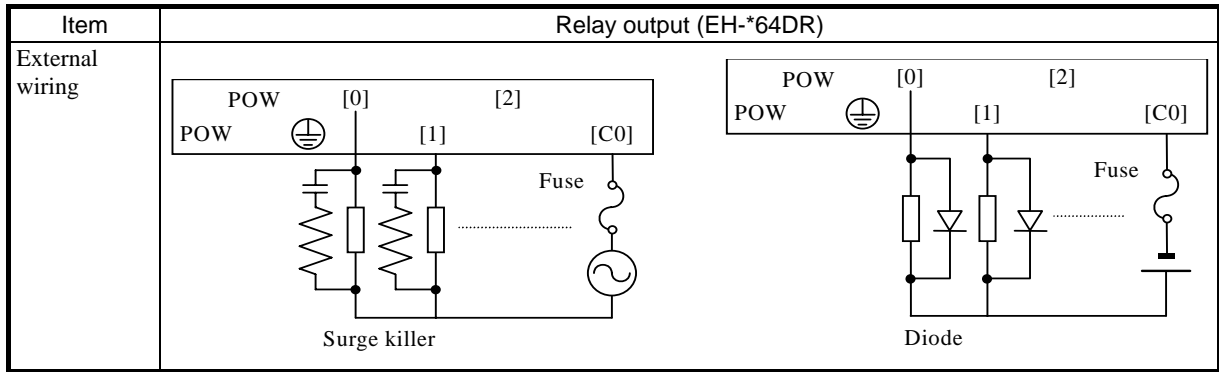 Item
Relay output (EH-*64DR)
External
wiring
POW [0] [2]
POW [1] [C0]
Fuse
Surge killer
POW [0] [2]
POW [1] [C0]
Fuse
Diode